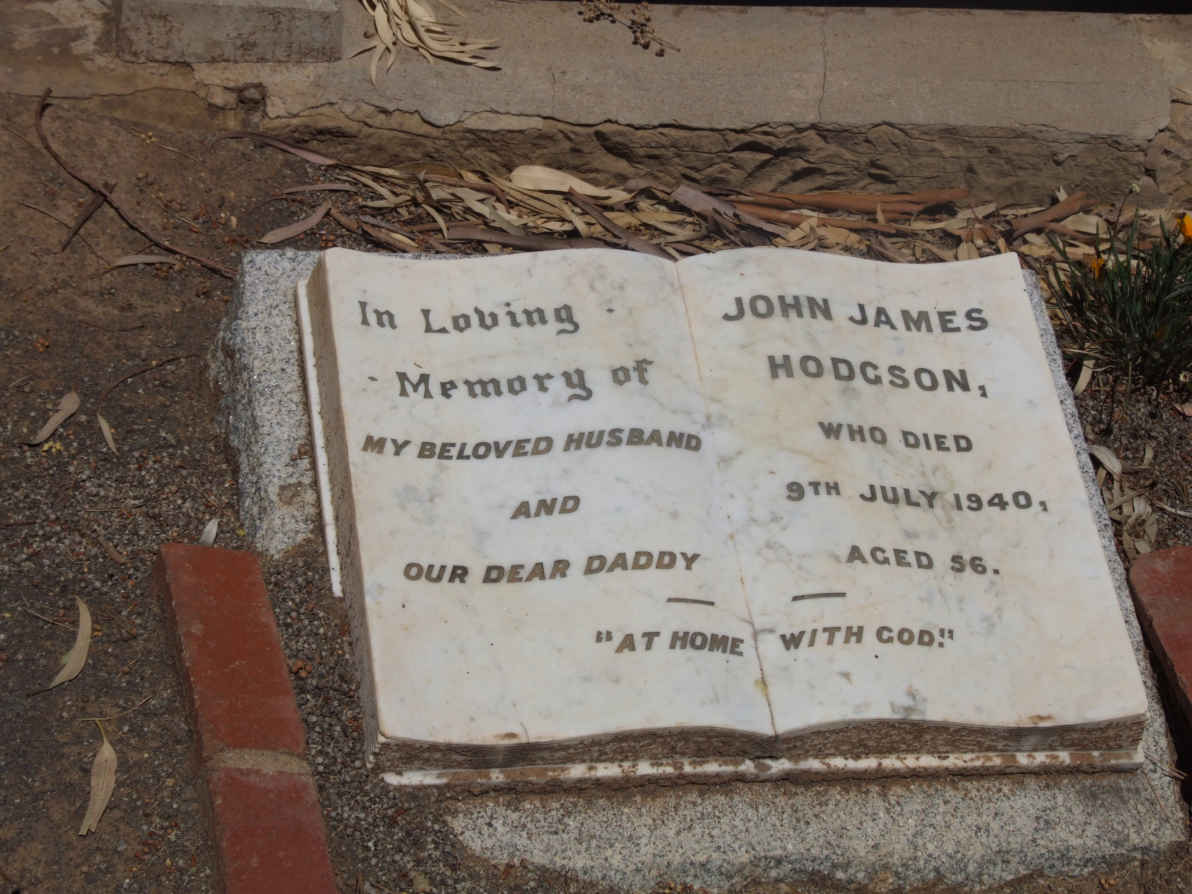 In Loving
Memory of
MY BELOVED HUSBAND
AND
OUR DEAR DADDY
JOHN JAMES
HODGSON,
WHO DIED
9TH JULY 1940,
AGED 56.
"AT HOME WITH GOD."